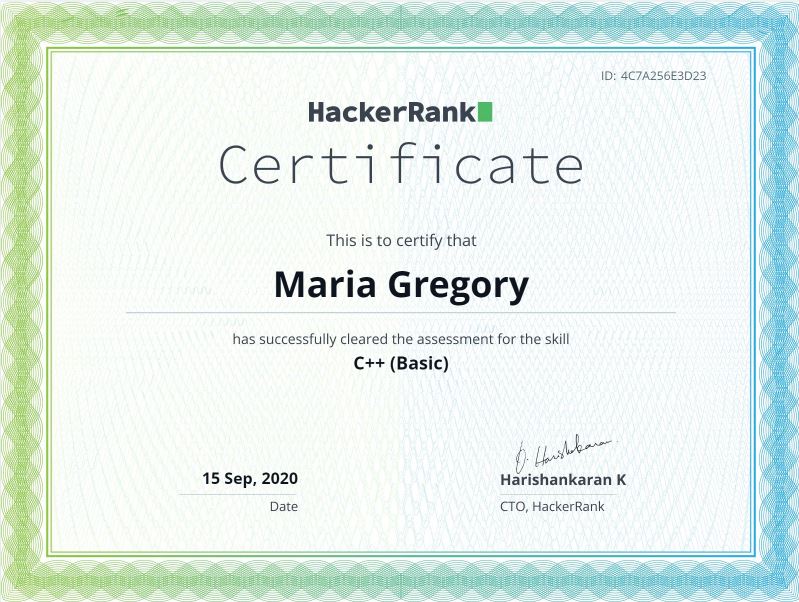 ID: 4C7A256E3D23
HackerRank
Certificate
This is to certify that
Maria Gregory
has successfully cleared the assessment for the skill
C++ (Basic)
15 Sep, 2020
Date
Harishankaran K
CTO, HackerRank